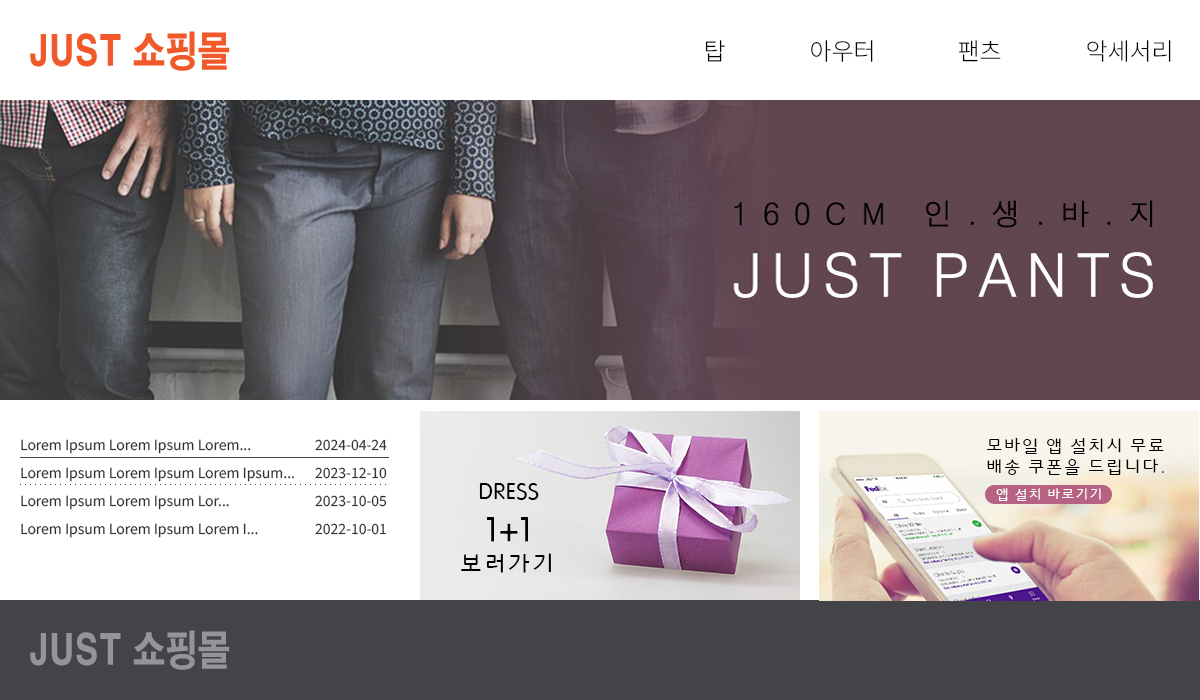 JUST 쇼핑몰
탑 아우터 팬츠 악세서리
160CM 인.생.바.지
JUST PANTS
Lorem Ipsum Lorem Ipsum Lorem... 2024-04-24
Lorem Ipsum Lorem Ipsum Lorem Ipsum... 2023-12-10
Lorem Ipsum Lorem Ipsum Lor... 2023-10-05
Lorem Ipsum Lorem Ipsum Lorem I... 2022-10-01
DRESS
1+1
보러가기
모바일 앱 설치시 무료
배송 쿠폰을 드립니다.
앱 설치 바로기기
FedEx
JUST 쇼핑몰